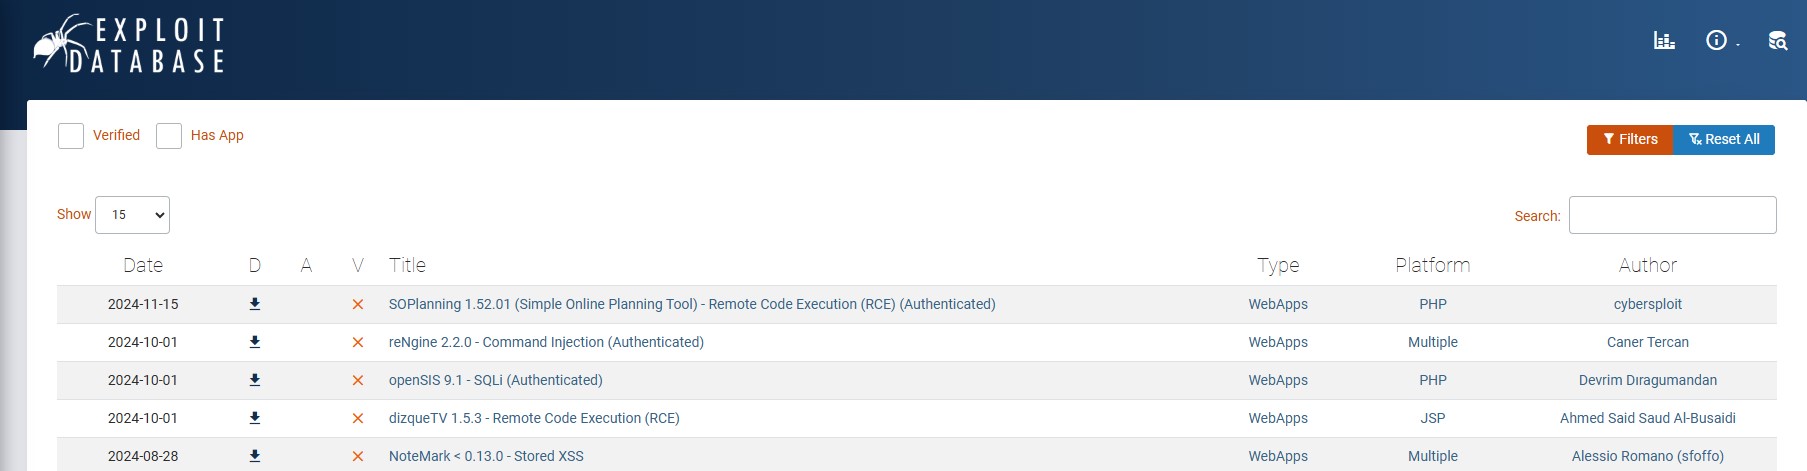 EXPLOIT
DATABASE
Verified Has App Filters Reset All
Show 15 Search:
Date D A V Title Type Platform Author
2024-11-15 SOPlanning 1.52.01 (Simple Online Planning Tool) - Remote Code Execution (RCE) (Authenticated) WebApps PHP cybersploit
2024-10-01 reNgine 2.2.0 - Command Injection (Authenticated) WebApps Multiple Caner Tercan
2024-10-01 openSIS 9.1 - SQLi (Authenticated) WebApps PHP Devrim Dıragumandan
2024-10-01 dizqueTV 1.5.3 - Remote Code Execution (RCE) WebApps JSP Ahmed Said Saud Al-Busaidi
2024-08-28 NoteMark < 0.13.0 - Stored XSS WebApps Multiple Alessio Romano (sfoffo)